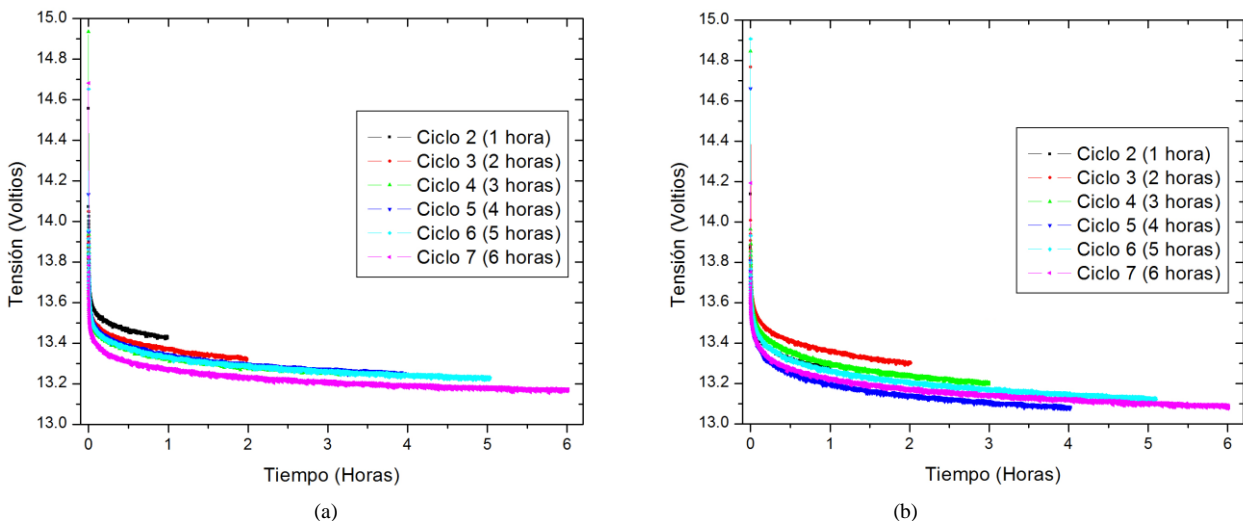 15.0
14.8
14.6
14.4
14.2
14.0
13.8
13.6
13.4
13.2
13.0
Tensión (Voltios)
Ciclo 2 (1 hora)
Ciclo 3 (2 horas)
Ciclo 4 (3 horas)
Ciclo 5 (4 horas)
Ciclo 6 (5 horas)
Ciclo 7 (6 horas)
0 1 2 3 4 5 6
Tiempo (Horas)
(a)
15.0
14.8
14.6
14.4
14.2
14.0
13.8
13.6
13.4
13.2
13.0
Tensión (Voltios)
Ciclo 2 (1 hora)
Ciclo 3 (2 horas)
Ciclo 4 (3 horas)
Ciclo 5 (4 horas)
Ciclo 6 (5 horas)
Ciclo 7 (6 horas)
0 1 2 3 4 5 6
Tiempo (Horas)
(b)